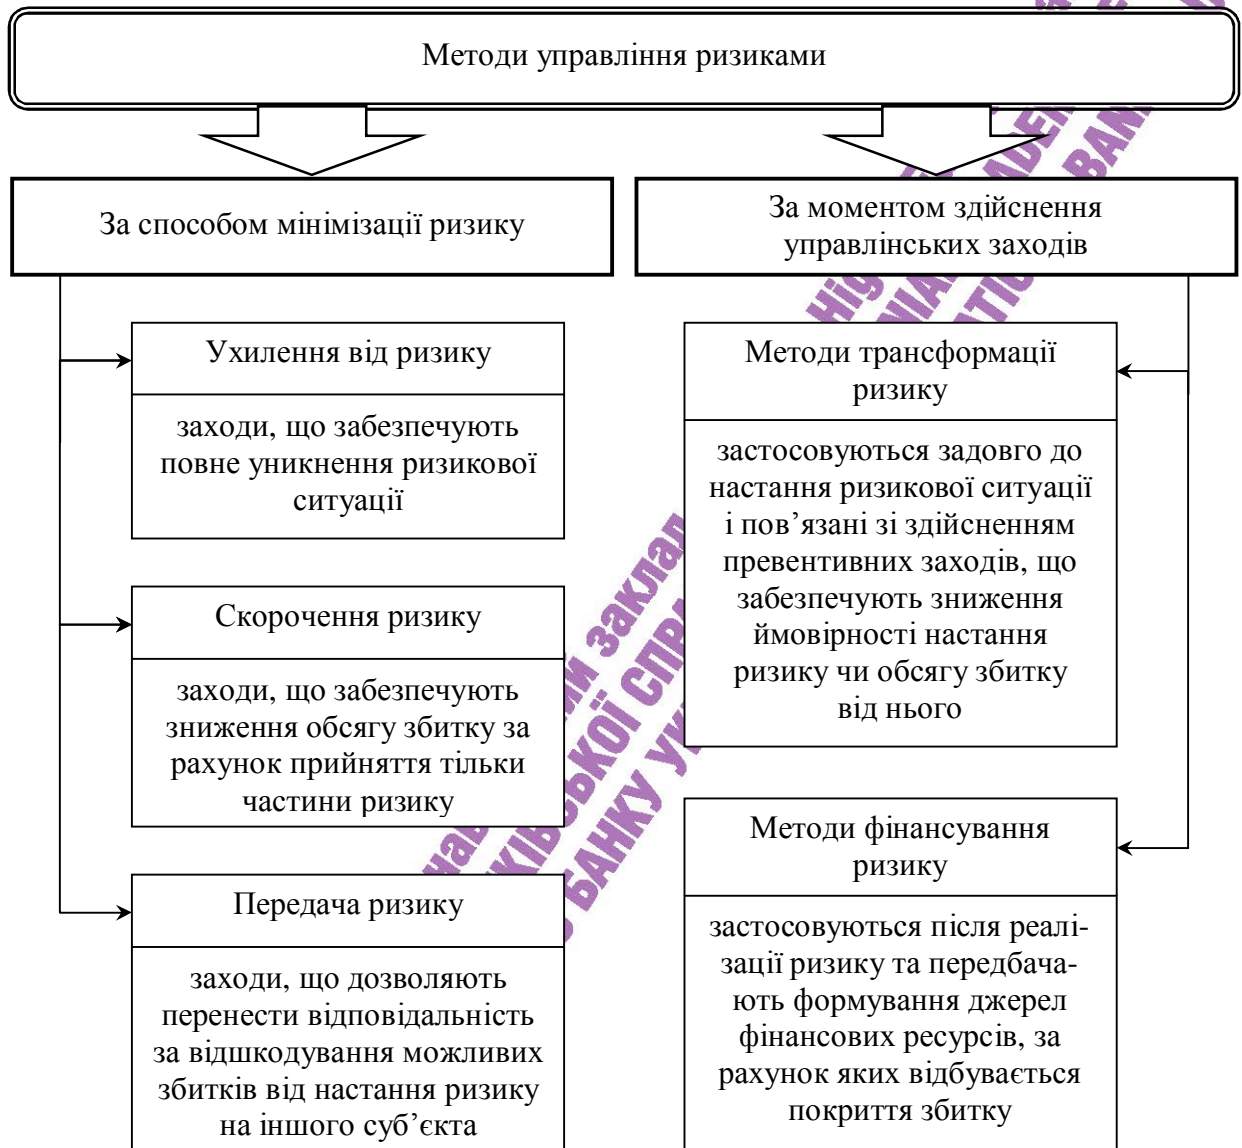 Методи управління ризиками
За способом мінімізації ризику
Ухилення від ризику
заходи, що забезпечують
повне уникнення ризикової
ситуації
Скорочення ризику
заходи, що забезпечують
зниження обсягу збитку за
рахунок прийняття тільки
частини ризику
Передача ризику
заходи, що дозволяють
перенести відповідальність
за відшкодування можливих
збитків від настання ризику
на іншого суб’єкта
За моментом здійснення
управлінських заходів
Методи трансформації
ризику
застосовуються задовго до
настання ризикової ситуації
і пов’язані зі здійсненням
превентивних заходів, що
забезпечують зниження
ймовірності настання
ризику чи обсягу збитку
від нього
Методи фінансування
ризику
застосовуються після реалі-
зації ризику та передбача-
ють формування джерел
фінансових ресурсів, за
рахунок яких відбувається
покриття збитку
заклад
БАНКУ